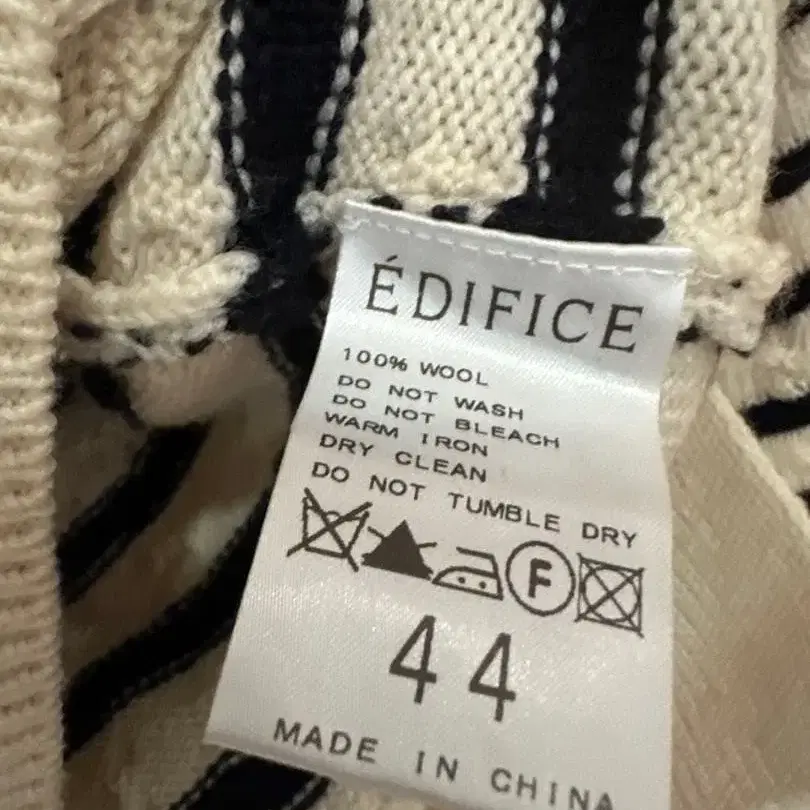 ÉDIFICE
100% WOOL
DO NOT WASH
DO NOT BLEACH
WARM IRON
DRY CLEAN
DO NOT TUMBLE DRY
F
44
MADE IN CHINA